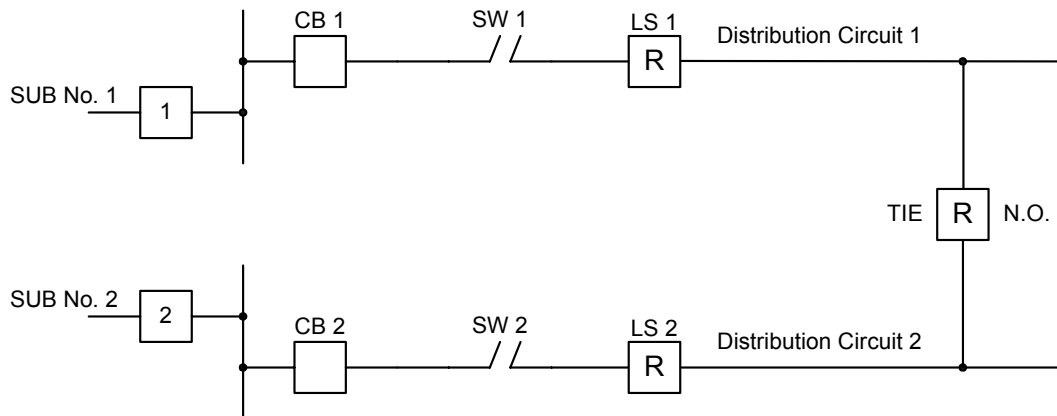 CB 1
SW 1
LS 1
Distribution Circuit 1
R
SUB No. 1
1
TIE
R
N.O.
SUB No. 2
2
CB 2
SW 2
LS 2
Distribution Circuit 2
R